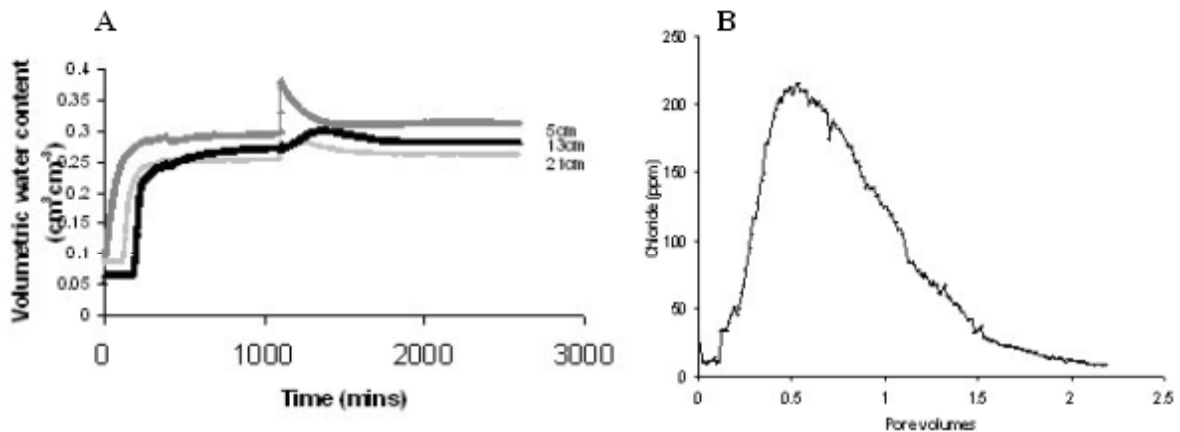 A
Volumetric water content
(cm³cm⁻³)
0.4
0.35
0.3
0.25
0.2
0.15
0.1
0.05
0
0
1000
2000
3000
Time (mins)
5cm
13cm
21cm
B
Chloride (ppm)
250
200
150
100
50
0
0
0.5
1
1.5
2
2.5
Pore volumes